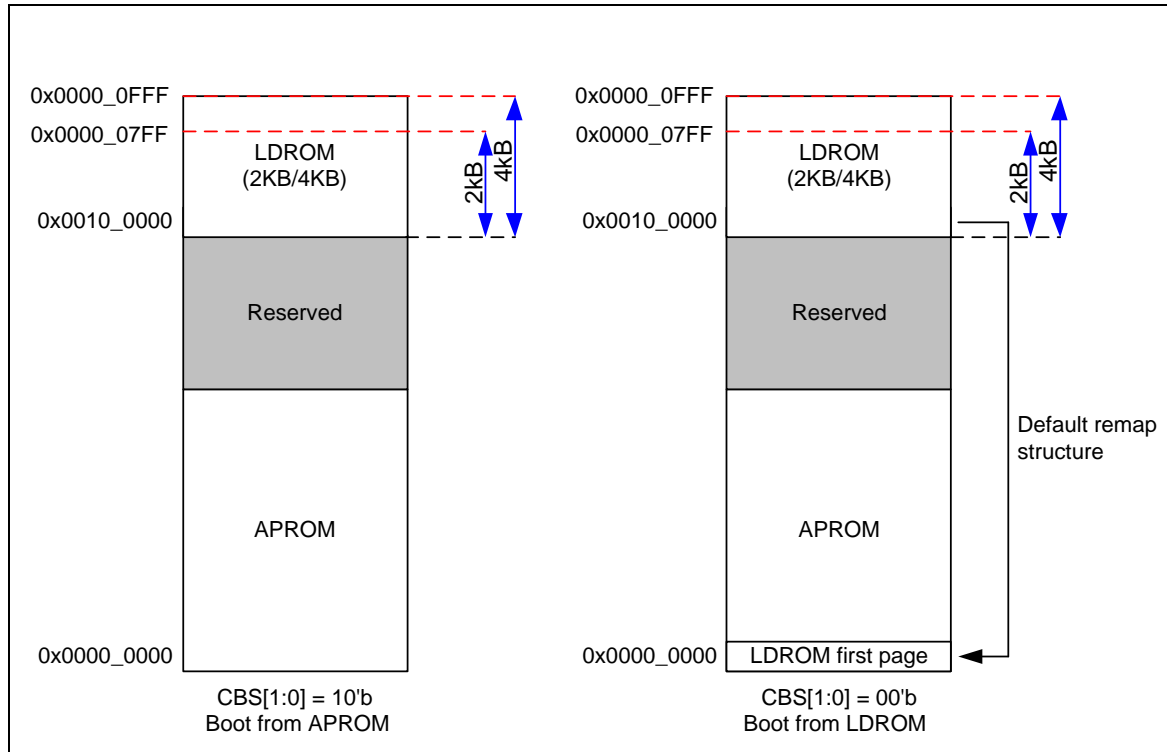 0x0000_0FFF
0x0000_07FF
LDROM
(2KB/4KB)
2kB
4kB
0x0010_0000
Reserved
APROM
0x0000_0000
CBS[1:0] = 10'b
Boot from APROM
0x0000_0FFF
0x0000_07FF
LDROM
(2KB/4KB)
2kB
4kB
0x0010_0000
Reserved
Default remap
structure
APROM
0x0000_0000
LDROM first page
CBS[1:0] = 00'b
Boot from LDROM